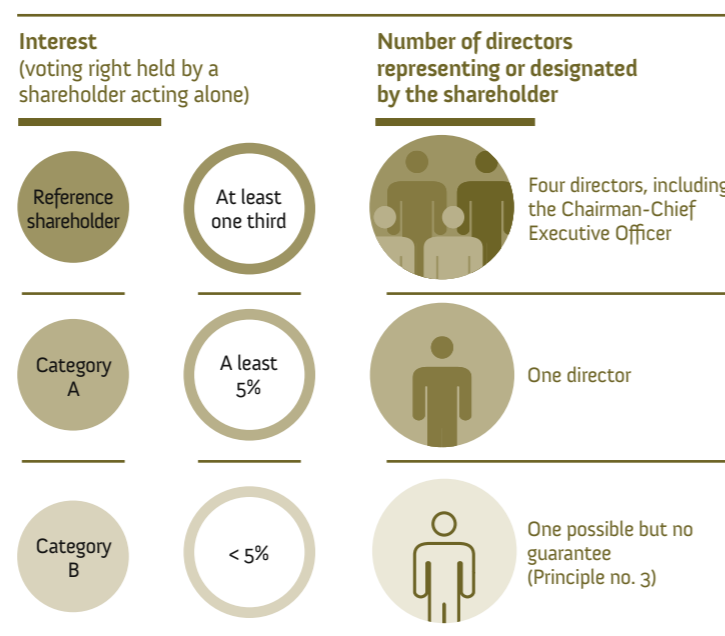 Interest
(voting right held by a
shareholder acting alone)
Number of directors
representing or designated
by the shareholder
Reference
shareholder
At least
one third
Four directors, including
the Chairman-Chief
Executive Officer
Category
A
A least
5%
One director
Category
B
< 5%
One possible but no
guarantee
(Principle no. 3)